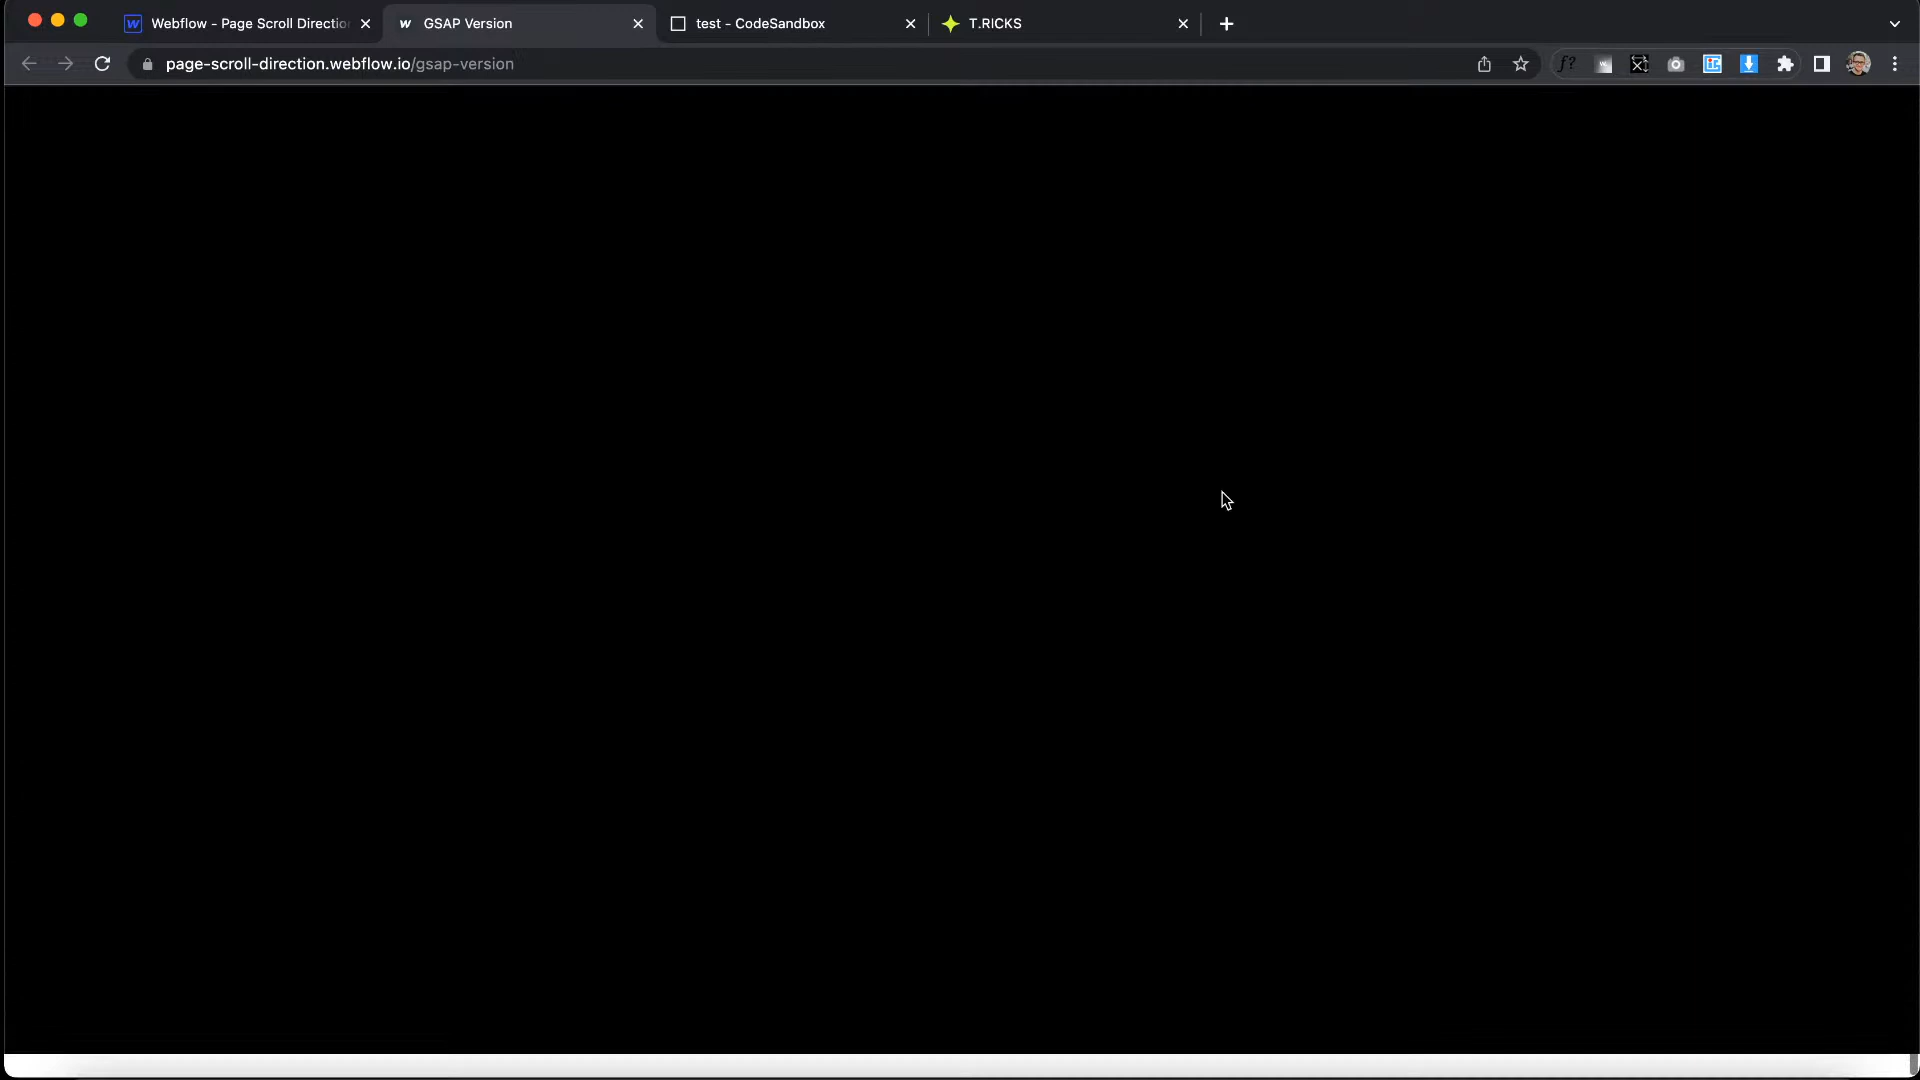 Webflow - Page Scroll Directio
GSAP Version
test - CodeSandbox
T.RICKS
page-scroll-direction.webflow.io/gsap-version
f?